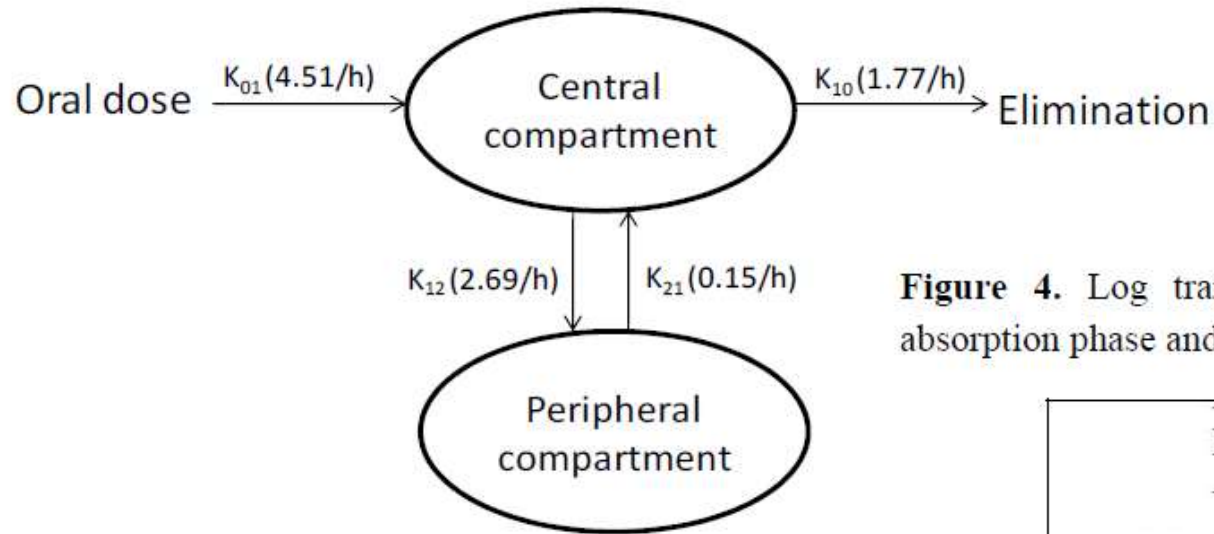 Oral dose
K₀₁(4.51/h)
Central
compartment
K₁₀(1.77/h)
Elimination
K₁₂(2.69/h)
K₂₁(0.15/h)
Peripheral
compartment
Figure 4. Log
absorption phase and